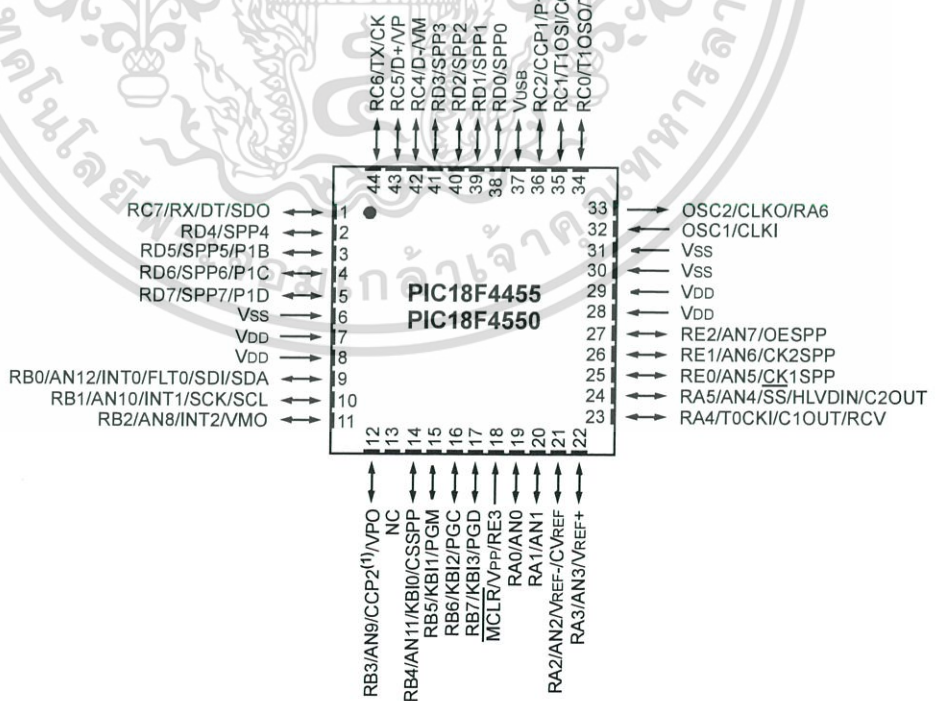 RC6/TX/CK
RC5/D+/VP
RC4/D-/VM
RD3/SPP3
RD2/SPP2
RD1/SPP1
RD0/SPP0
VUSB
RC2/CCP1/P
RC1/T1OSI/C
RC0/T1OSO/
44 43 42 41 40 39 38 37 36 35 34
RC7/RX/DT/SDO 1
RD4/SPP4 2
RD5/SPP5/P1B 3
RD6/SPP6/P1C 4
RD7/SPP7/P1D 5
VSS 6
VDD 7
VDD 8
RB0/AN12/INT0/FLT0/SDI/SDA 9
RB1/AN10/INT1/SCK/SCL 10
RB2/AN8/INT2/VMO 11
PIC18F4455
PIC18F4550
33 OSC2/CLKO/RA6
32 OSC1/CLKI
31 VSS
30 VSS
29 VDD
28 VDD
27 RE2/AN7/OESPP
26 RE1/AN6/CK2SPP
25 RE0/AN5/CK1SPP
24 RA5/AN4/SS/HLVDIN/C2OUT
23 RA4/T0CKI/C1OUT/RCV
12 13 14 15 16 17 18 19 20 21 22
RB3/AN9/CCP2(1)/VPO
NC
RB4/AN11/KBI0/CSSPP
RB5/KBI1/PGM
RB6/KBI2/PGC
RB7/KBI3/PGD
MCLR/VPP/RE3
RA0/AN0
RA1/AN1
RA2/AN2/VREF-/CVREF
RA3/AN3/VREF+